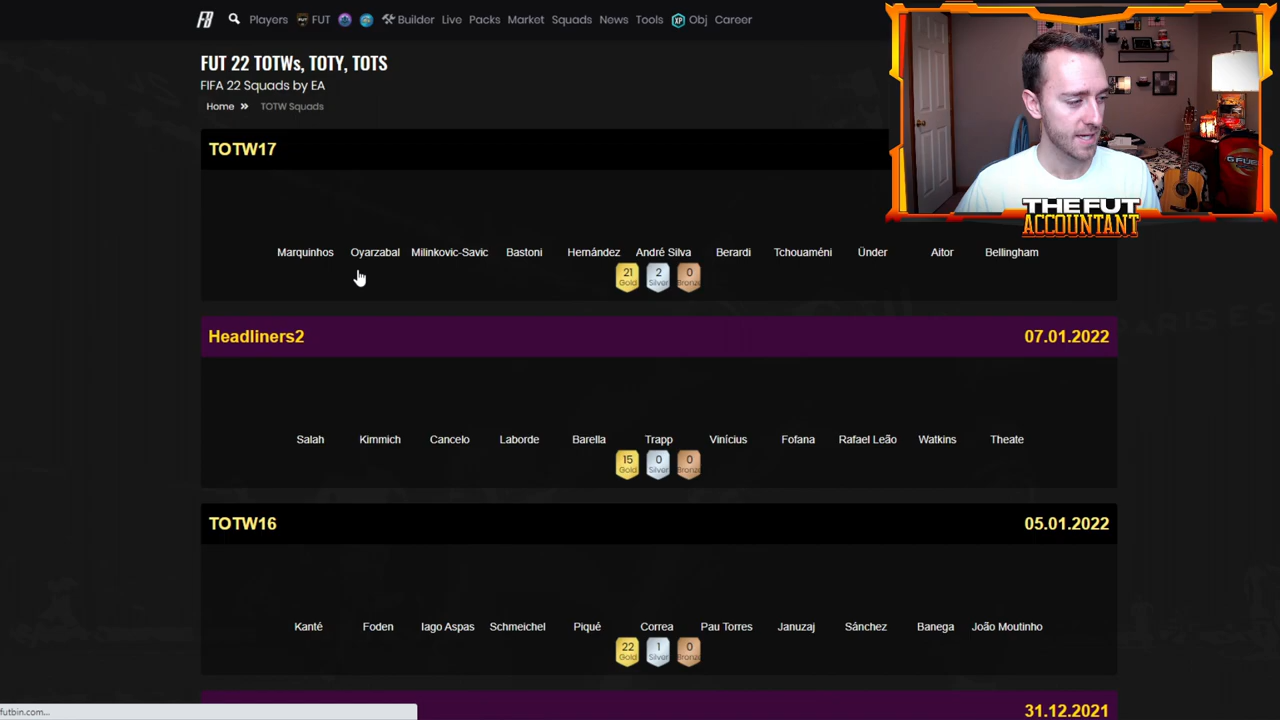 FB Players FUT Builder Live Packs Market Squads News Tools XP Obj Career
FUT 22 TOTWs, TOTY, TOTS
FIFA 22 Squads by EA
Home » TOTW Squads
THE FUT
ACCOUNTANT
TOTW17
Marquinhos Oyarzabal Milinkovic-Savic Bastoni Hernández André Silva Berardi Tchouaméni Ünder Aitor Bellingham
21 2 0
Gold Silver Bronze
Headliners2 07.01.2022
Salah Kimmich Cancelo Laborde Barella Trapp Vinícius Fofana Rafael Leão Watkins Theate
15 0 0
Gold Silver Bronze
TOTW16 05.01.2022
Kanté Foden Iago Aspas Schmeichel Piqué Correa Pau Torres Januzaj Sánchez Banega João Moutinho
22 1 0
Gold Silver Bronze
31.12.2021
futbin.com...